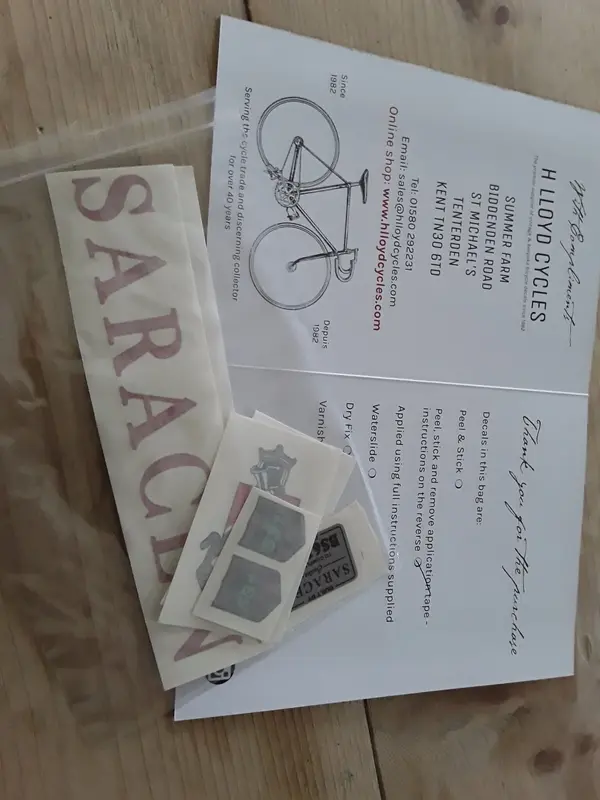 With Compliments
H LLOYD CYCLES
SUMMER FARM
BIDDENDEN ROAD
ST MICHAEL'S
TENTERDEN
KENT TN30 6TD
Tel: 01580 292231
Email: sales@hlloydcycles.com
Online shop: www.hlloydcycles.com
Since
1982
Depuis
1982
Serving the cycle trade and discerning collector
for over 40 years
Thank you for the purchase
Decals in this bag are:
Peel & Stick
Peel, stick and remove application tape -
instructions on the reverse
Applied using full instructions supplied
Waterslide
Dry Fix
Varnish
SARACEN
SARACE